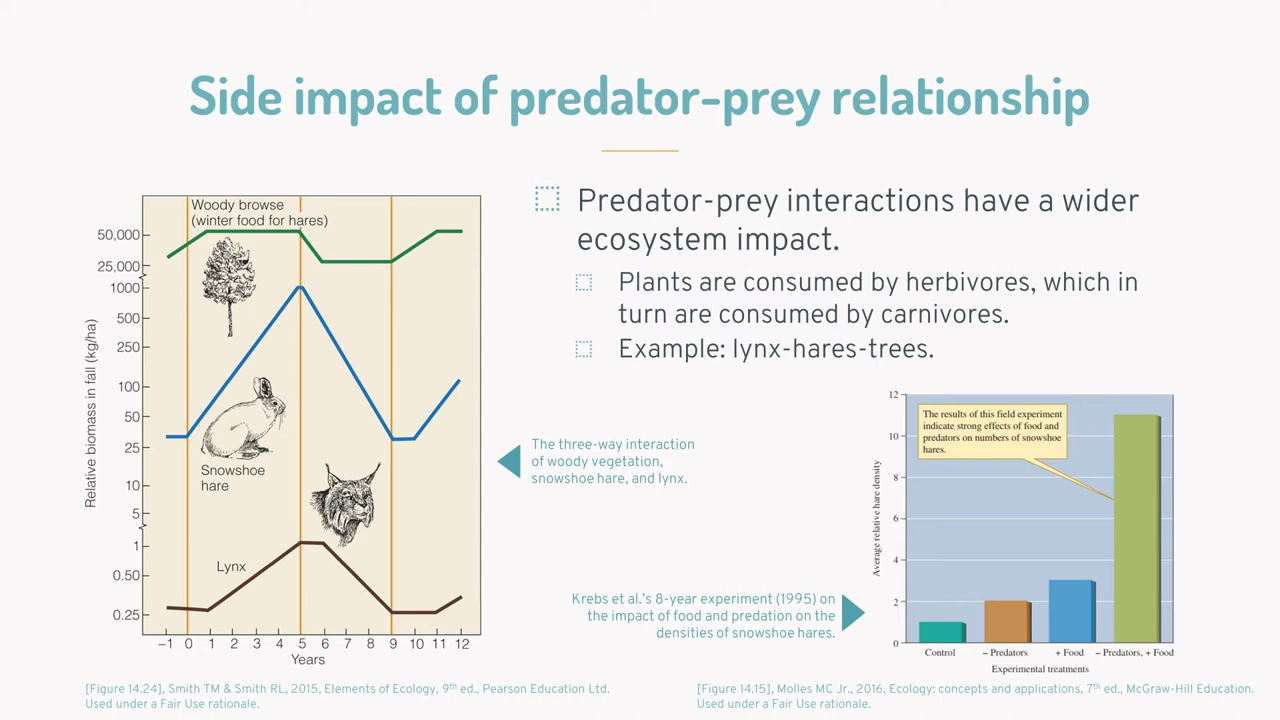 Side impact of predator-prey relationship
Woody browse
(winter food for hares)
50,000
25,000
1000
500
250
100
50
25
10
5
1
0.50
0.25
Relative biomass in fall (kg/ha)
Snowshoe
hare
Lynx
−1 0 1 2 3 4 5 6 7 8 9 10 11 12
Years
Predator-prey interactions have a wider
ecosystem impact.
Plants are consumed by herbivores, which in
turn are consumed by carnivores.
Example: lynx-hares-trees.
The three-way interaction
of woody vegetation,
snowshoe hare, and lynx.
Krebs et al.'s 8-year experiment (1995) on
the impact of food and predation on the
densities of snowshoe hares.
12
10
8
6
4
2
0
Average relative hare density
The results of this field experiment
indicate strong effects of food and
predators on numbers of snowshoe
hares.
Control − Predators + Food − Predators, + Food
Experimental treatments
[Figure 14.24], Smith TM & Smith RL, 2015, Elements of Ecology, 9th ed., Pearson Education Ltd.
Used under a Fair Use rationale.
[Figure 14.15], Molles MC Jr., 2016, Ecology: concepts and applications, 7th ed., McGraw-Hill Education.
Used under a Fair Use rationale.